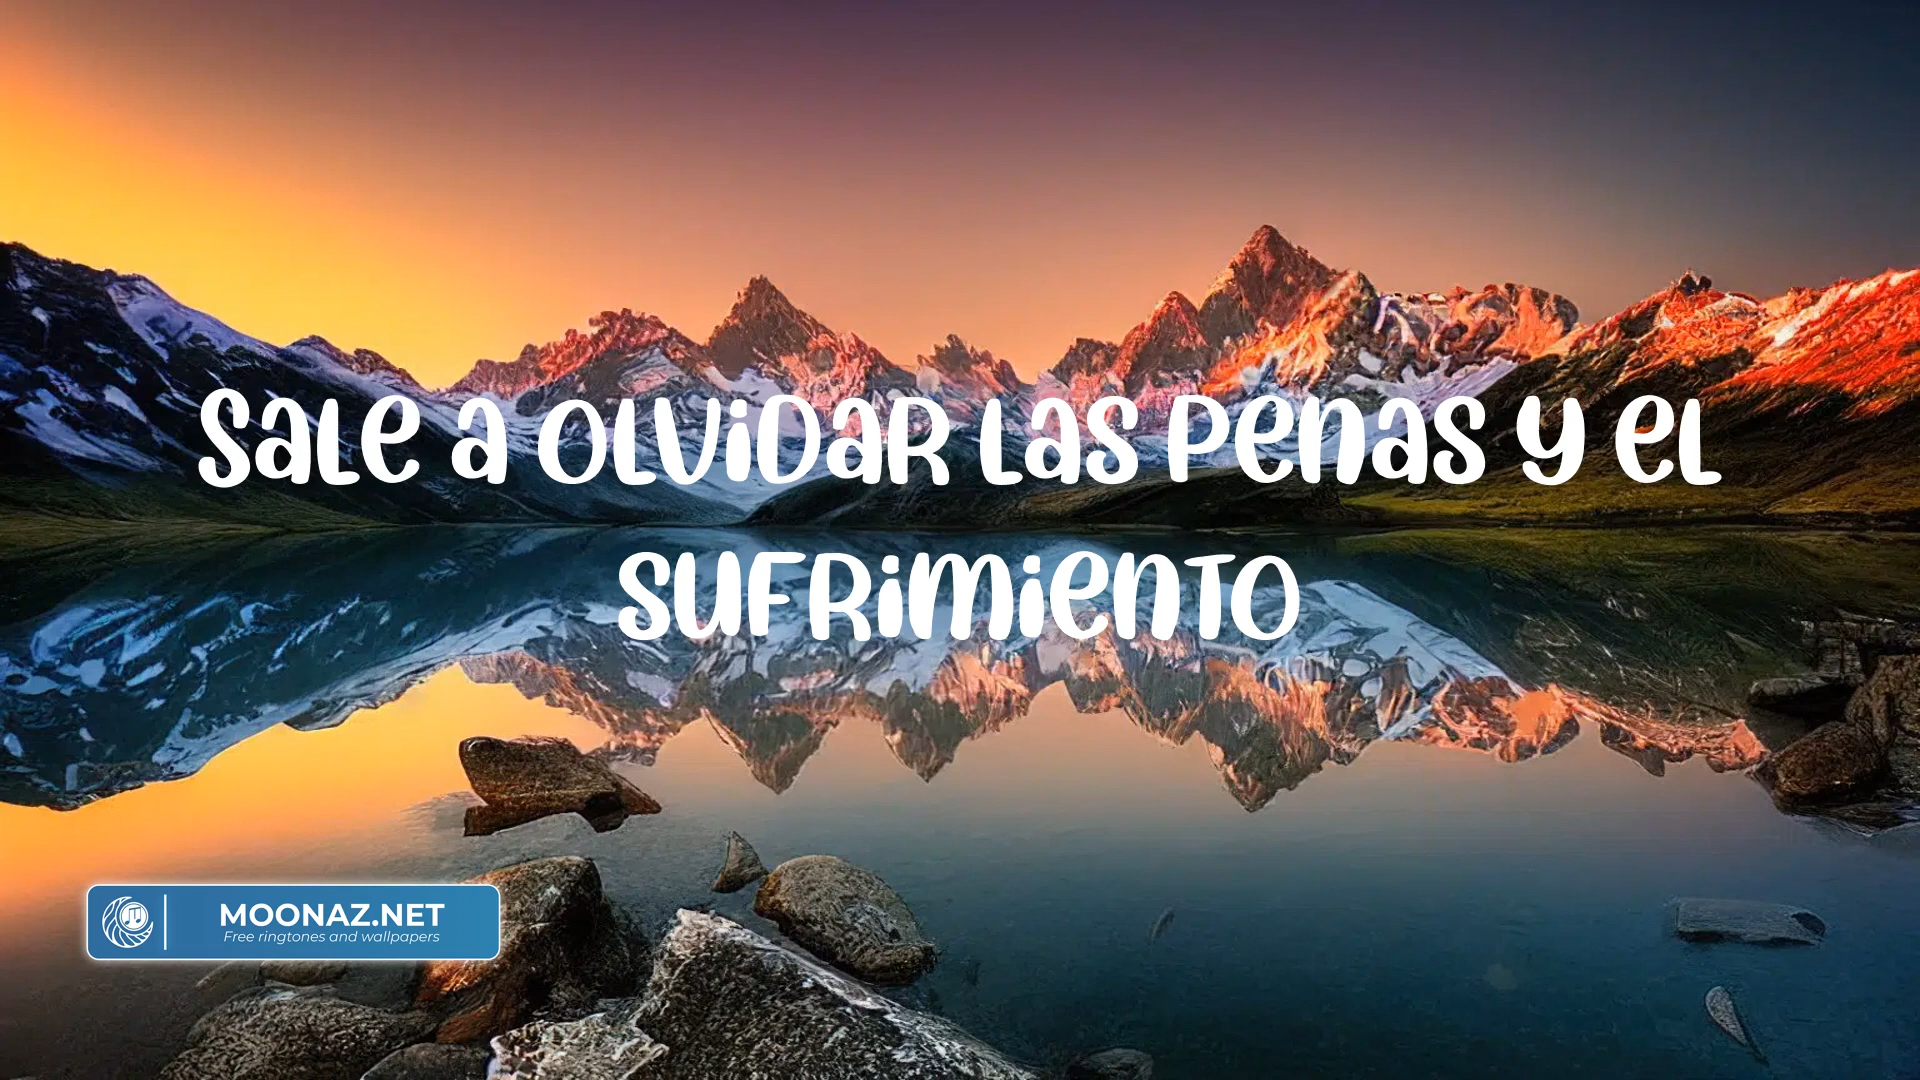 Sale a olvidar las penas y el
sufrimiento
MOONAZ.NET
Free ringtones and wallpapers